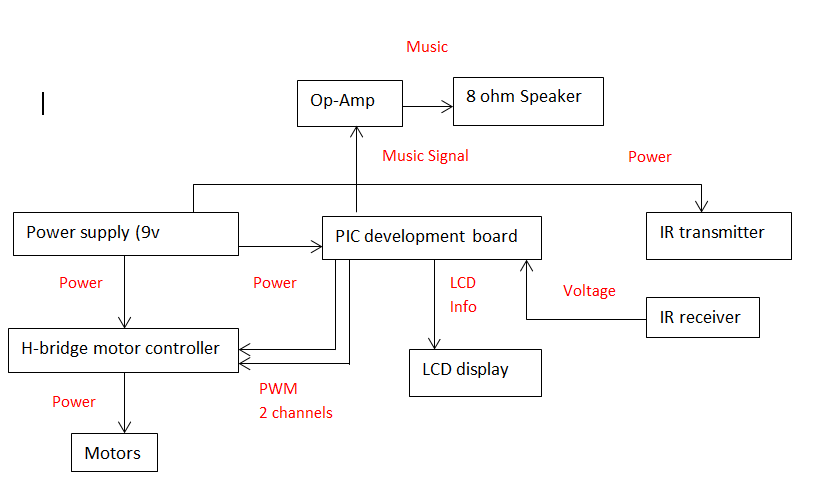 Music
Op-Amp
8 ohm Speaker
Music Signal
Power
Power supply (9v
PIC development board
IR transmitter
Power
Power
LCD
Info
Voltage
IR receiver
H-bridge motor controller
LCD display
Power
PWM
2 channels
Motors